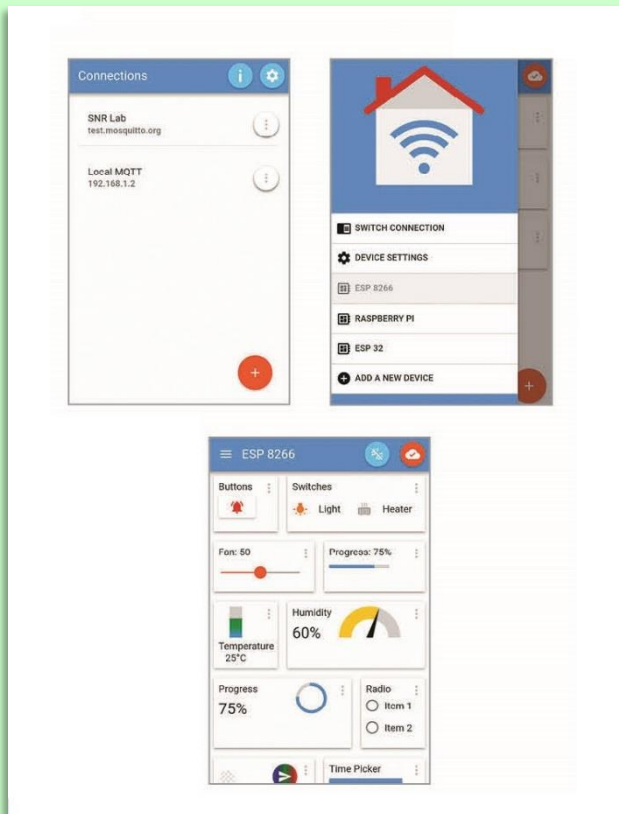 Connections
SNR Lab
test.mosquitto.org
Local MQTT
192.168.1.2
SWITCH CONNECTION
DEVICE SETTINGS
ESP 8266
RASPBERRY PI
ESP 32
ADD A NEW DEVICE
ESP 8266
Buttons
Switches
Light Heater
Fan: 50
Progress: 75%
Temperature
25°C
Humidity
60%
Progress
75%
Radio
Item 1
Item 2
Time Picker